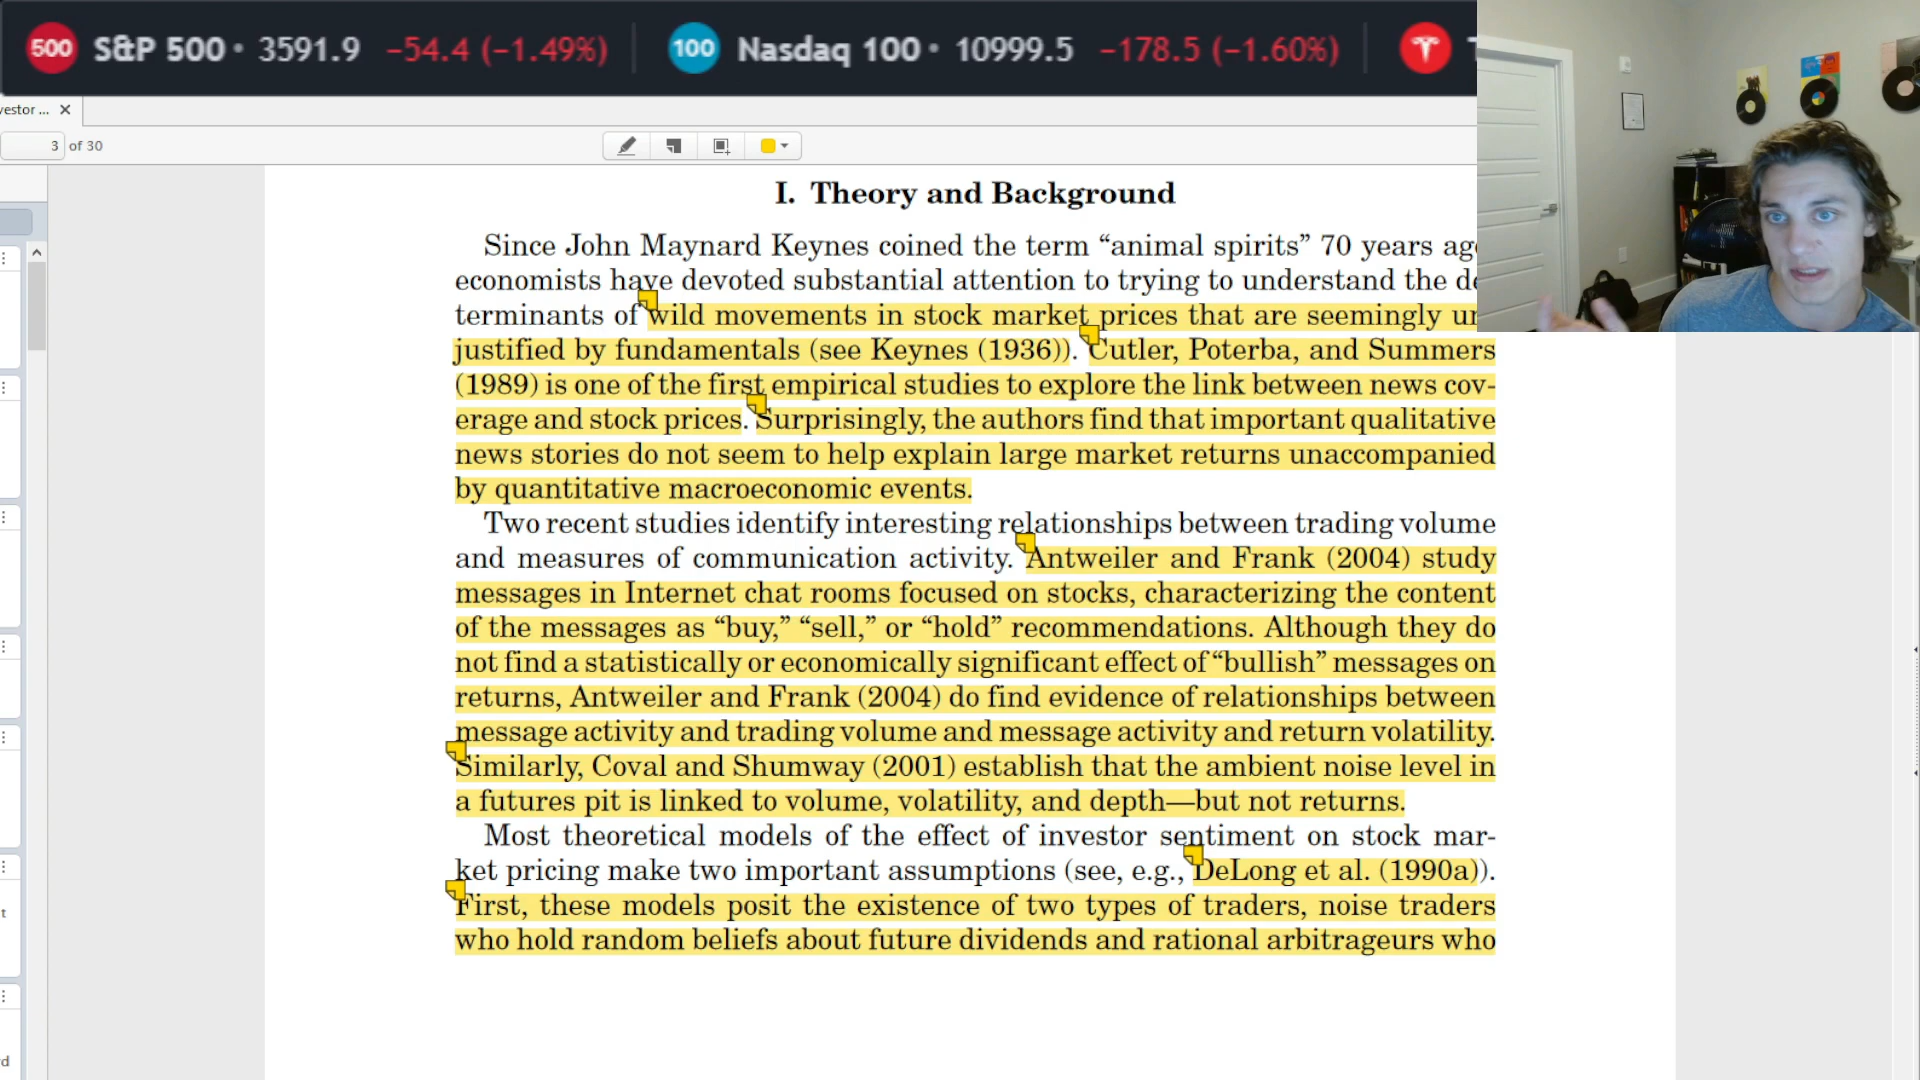 500 S&P 500 • 3591.9 −54.4 (−1.49%) 100 Nasdaq 100 • 10999.5 −178.5 (−1.60%)
vestor ...
3 of 30
I. Theory and Background
Since John Maynard Keynes coined the term “animal spirits” 70 years
economists have devoted substantial attention to trying to understand the
terminants of wild movements in stock market prices that are seemingly
justified by fundamentals (see Keynes (1936)). Cutler, Poterba, and Summers
(1989) is one of the first empirical studies to explore the link between news cov-
erage and stock prices. Surprisingly, the authors find that important qualitative
news stories do not seem to help explain large market returns unaccompanied
by quantitative macroeconomic events.
Two recent studies identify interesting relationships between trading volume
and measures of communication activity. Antweiler and Frank (2004) study
messages in Internet chat rooms focused on stocks, characterizing the content
of the messages as “buy,” “sell,” or “hold” recommendations. Although they do
not find a statistically or economically significant effect of “bullish” messages on
returns, Antweiler and Frank (2004) do find evidence of relationships between
message activity and trading volume and message activity and return volatility.
Similarly, Coval and Shumway (2001) establish that the ambient noise level in
a futures pit is linked to volume, volatility, and depth—but not returns.
Most theoretical models of the effect of investor sentiment on stock mar-
ket pricing make two important assumptions (see, e.g., DeLong et al. (1990a)).
First, these models posit the existence of two types of traders, noise traders
who hold random beliefs about future dividends and rational arbitrageurs who